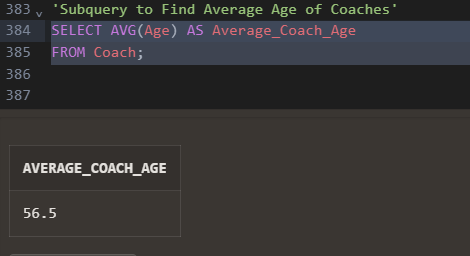 383 'Subquery to Find Average Age of Coaches'
384 SELECT AVG(Age) AS Average_Coach_Age
385 FROM Coach;
386
387
AVERAGE_COACH_AGE
56.5